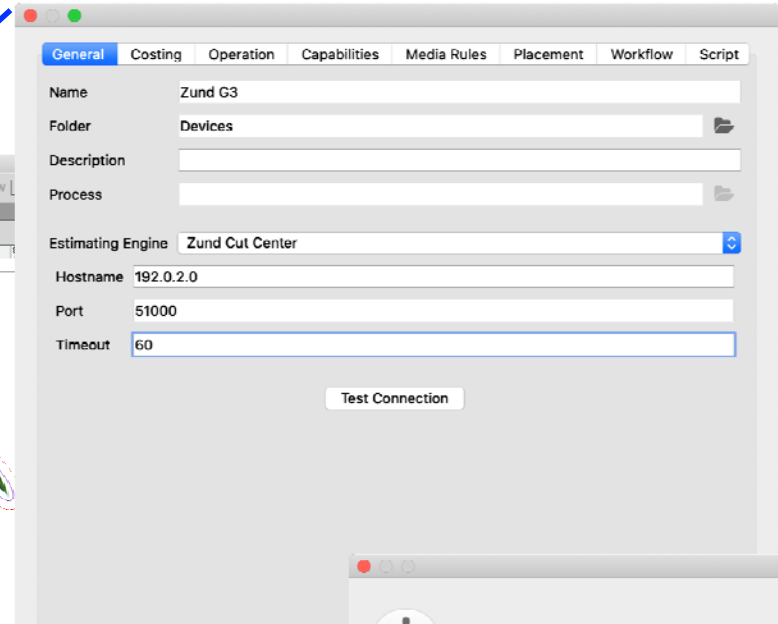 General Costing Operation Capabilities Media Rules Placement Workflow Script
Name Zund G3
Folder Devices
Description
Process
Estimating Engine Zund Cut Center
Hostname 192.0.2.0
Port 51000
Timeout 60
Test Connection